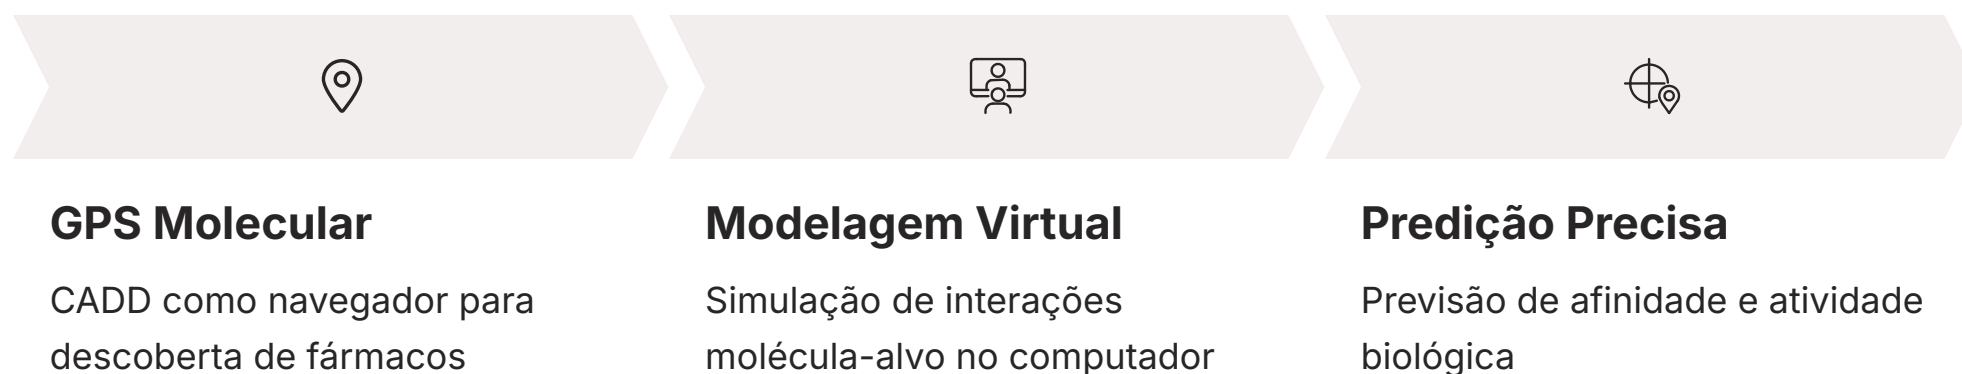 GPS Molecular
CADD como navegador para
descoberta de fármacos
Modelagem Virtual
Simulação de interações
molécula-alvo no computador
Predição Precisa
Previsão de afinidade e atividade
biológica